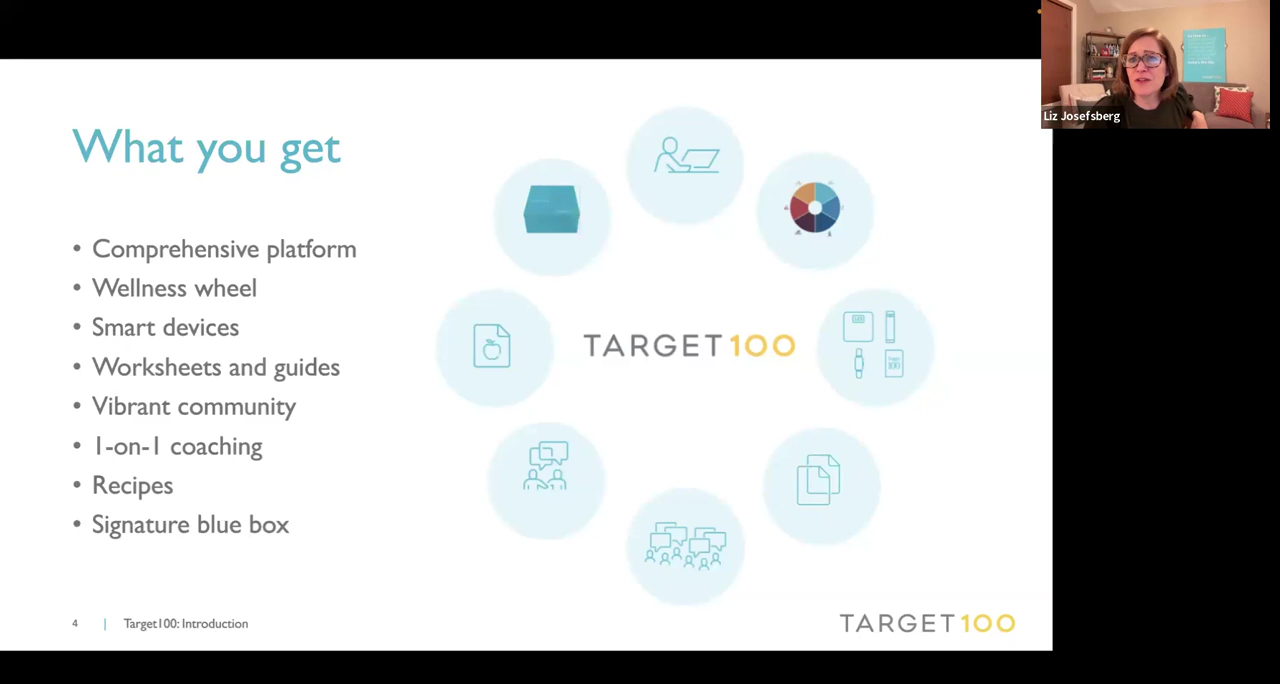 Liz Josefsberg
What you get
• Comprehensive platform
• Wellness wheel
• Smart devices
• Worksheets and guides
• Vibrant community
• 1-on-1 coaching
• Recipes
• Signature blue box
TARGET100
4 | Target100: Introduction
TARGET100